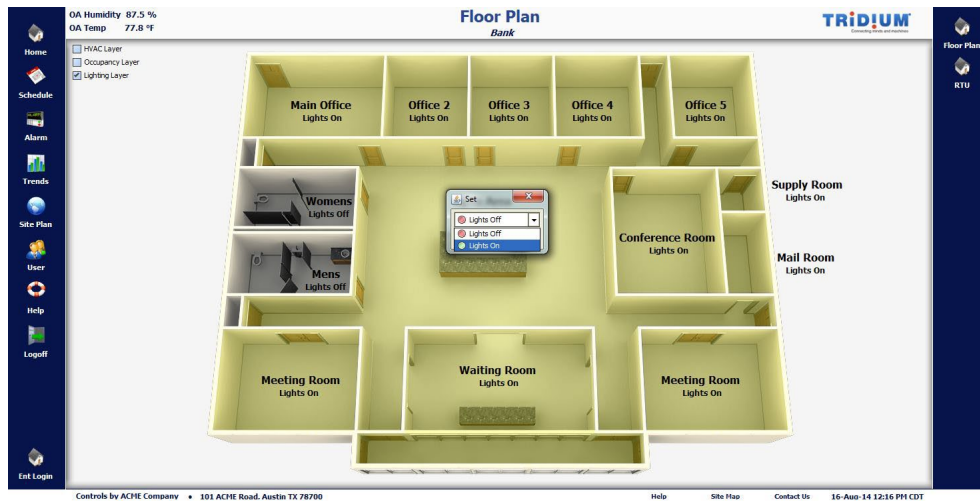 OA Humidity 87.5 %
OA Temp 77.8 °F
Floor Plan
Bank
TRIDIUM
Connecting minds and machines
Home
Schedule
Alarm
Trends
Site Plan
User
Help
Logoff
Ent Login
HVAC Layer
Occupancy Layer
Lighting Layer
Main Office
Lights On
Office 2
Lights On
Office 3
Lights On
Office 4
Lights On
Office 5
Lights On
Womens
Lights Off
Mens
Lights Off
Set
Lights Off
Lights Off
Lights On
Conference Room
Lights On
Supply Room
Lights On
Mail Room
Lights On
Meeting Room
Lights On
Waiting Room
Lights On
Meeting Room
Lights On
Floor Plan
RTU
Controls by ACME Company • 101 ACME Road, Austin TX 78700
Help Site Map Contact Us 16-Aug-14 12:16 PM CDT